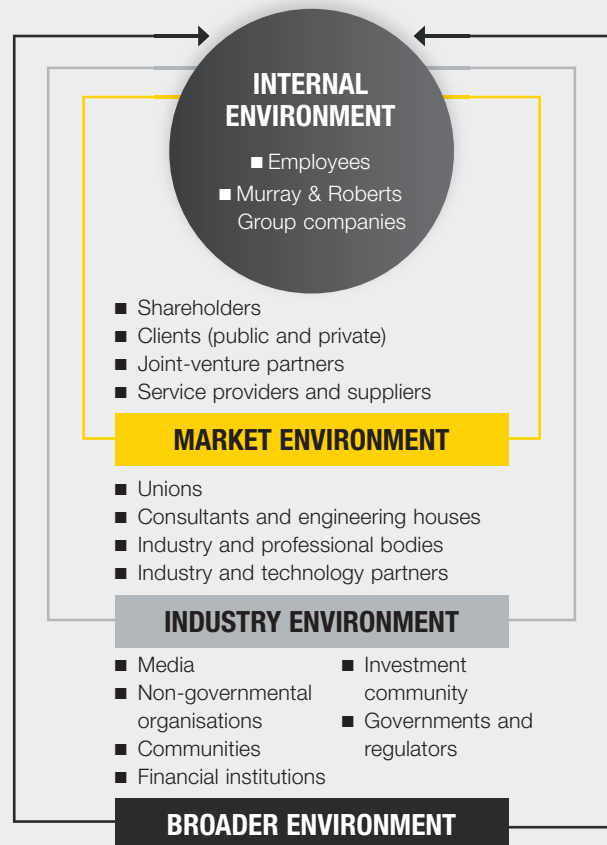 INTERNAL
ENVIRONMENT
■ Employees
■ Murray & Roberts
Group companies
■ Shareholders
■ Clients (public and private)
■ Joint-venture partners
■ Service providers and suppliers
MARKET ENVIRONMENT
■ Unions
■ Consultants and engineering houses
■ Industry and professional bodies
■ Industry and technology partners
INDUSTRY ENVIRONMENT
■ Media
■ Non-governmental
organisations
■ Communities
■ Financial institutions
■ Investment
community
■ Governments and
regulators
BROADER ENVIRONMENT